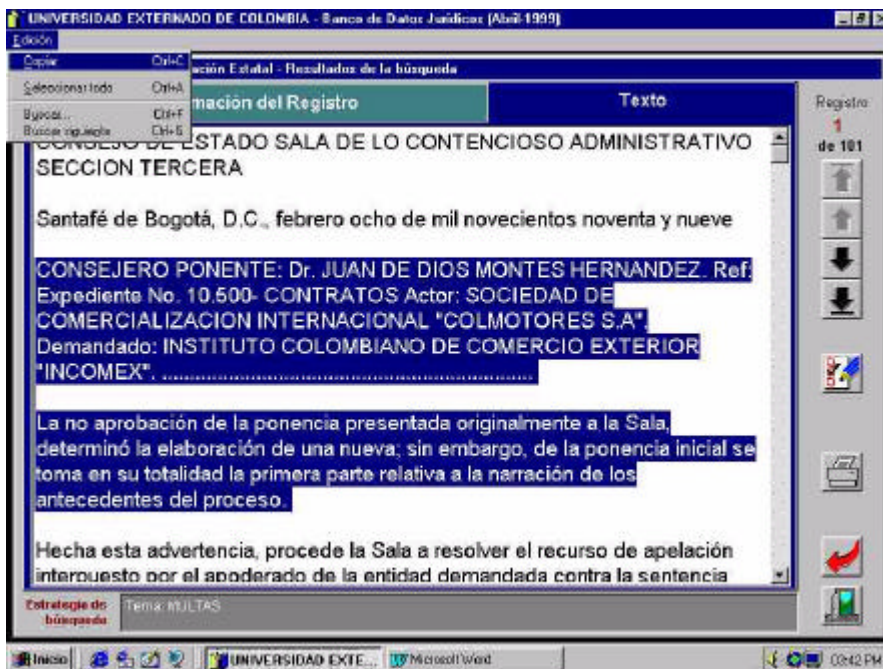 UNIVERSIDAD EXTERNADO DE COLOMBIA - Banco de Datos Jurídicos (Abril-1999)
Edición
Copiar Ctrl+C
Seleccionar todo Ctrl+A
Buscar... Ctrl+F
Buscar siguiente
ación Estatal - Resultados de la búsqueda
mación del Registro
Texto
Registro
1
de 101
CONSEJO DE ESTADO SALA DE LO CONTENCIOSO ADMINISTRATIVO
SECCION TERCERA
Santafé de Bogotá, D.C., febrero ocho de mil novecientos noventa y nueve
CONSEJERO PONENTE: Dr. JUAN DE DIOS MONTES HERNANDEZ. Ref:
Expediente No. 10.500- CONTRATOS Actor: SOCIEDAD DE
COMERCIALIZACION INTERNACIONAL "COLMOTORES S.A",
Demandado: INSTITUTO COLOMBIANO DE COMERCIO EXTERIOR
"INCOMEX". ................................................................
La no aprobación de la ponencia presentada originalmente a la Sala,
determinó la elaboración de una nueva; sin embargo, de la ponencia inicial se
toma en su totalidad la primera parte relativa a la narración de los
antecedentes del proceso.
Hecha esta advertencia, procede la Sala a resolver el recurso de apelación
interpuesto por el apoderado de la entidad demandada contra la sentencia
Estrategia de
búsqueda
Tema: MULTAS
Inicio
UNIVERSIDAD EXTE...
Microsoft Word
03:42 PM